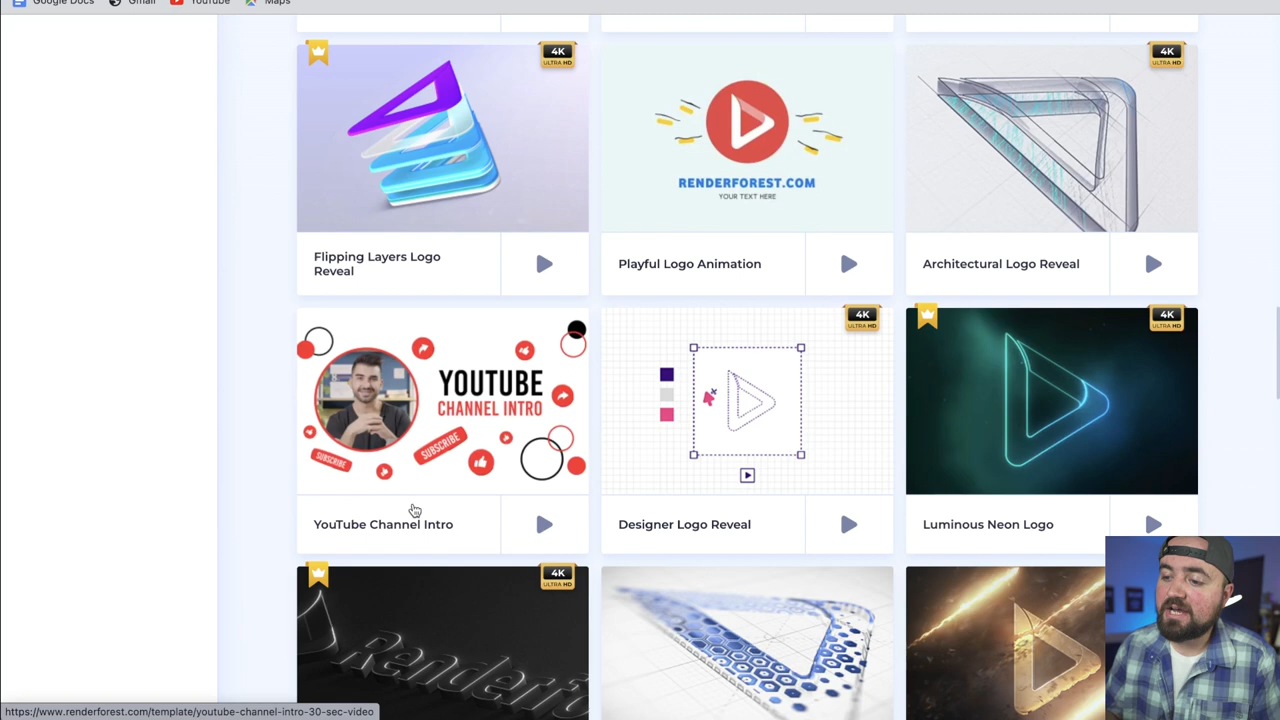 Google Docs Gmail YouTube Maps
4K
ULTRA HD
RENDERFOREST.COM
YOUR TEXT HERE
4K
ULTRA HD
Flipping Layers Logo
Reveal
Playful Logo Animation
Architectural Logo Reveal
YOUTUBE
CHANNEL INTRO
SUBSCRIBE
SUBSCRIBE
4K
ULTRA HD
4K
ULTRA HD
YouTube Channel Intro
Designer Logo Reveal
Luminous Neon Logo
4K
ULTRA HD
Renderfo
https://www.renderforest.com/template/youtube-channel-intro-30-sec-video